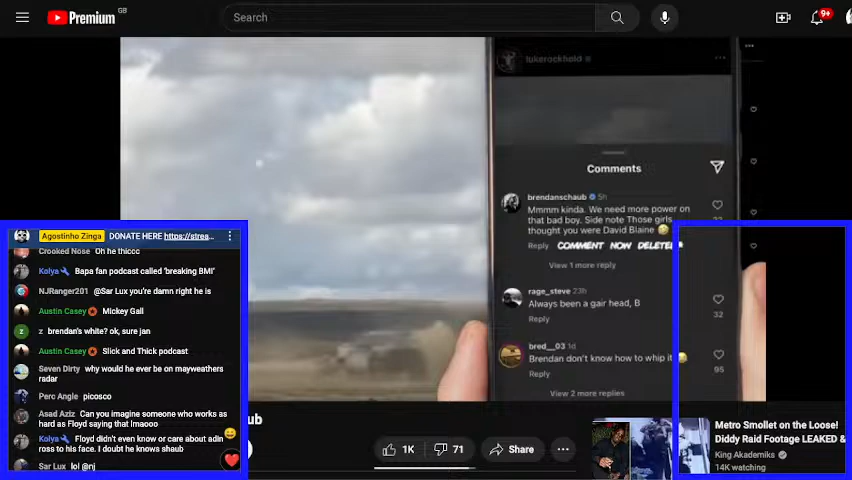 Premium GB
Search
9+
lukerockhold
Comments
brendanschaub 5h
Mmmm kinda. We need more power on
that bad boy. Side note Those girls
thought you were David Blaine
Reply COMMENT NOW DELETED
View 1 more reply
rage_steve 23h
Always been a gair head, B
32
Reply
bred__03 1d
Brendan don't know how to whip it
95
Reply
View 2 more replies
Agostinho Zinga DONATE HERE https://strea...
Crooked Nose Oh he thiccc
Kolya Bapa fan podcast called 'breaking BMI'
NJRanger201 @Sar Lux you're damn right he is
Austin Casey Mickey Gall
z brendan's white? ok, sure jan
Austin Casey Slick and Thick podcast
Seven Dirty why would he ever be on mayweathers
radar
Perc Angle picosco
Asad Aziz Can you imagine someone who works as
hard as Floyd saying that lmaooo
Kolya Floyd didn't even know or care about adin
ross to his face. I doubt he knows shaub
Sar Lux lol @nj
ub
1K
71
Share
Metro Smollet on the Loose!
Diddy Raid Footage LEAKED &
King Akademiks
14K watching